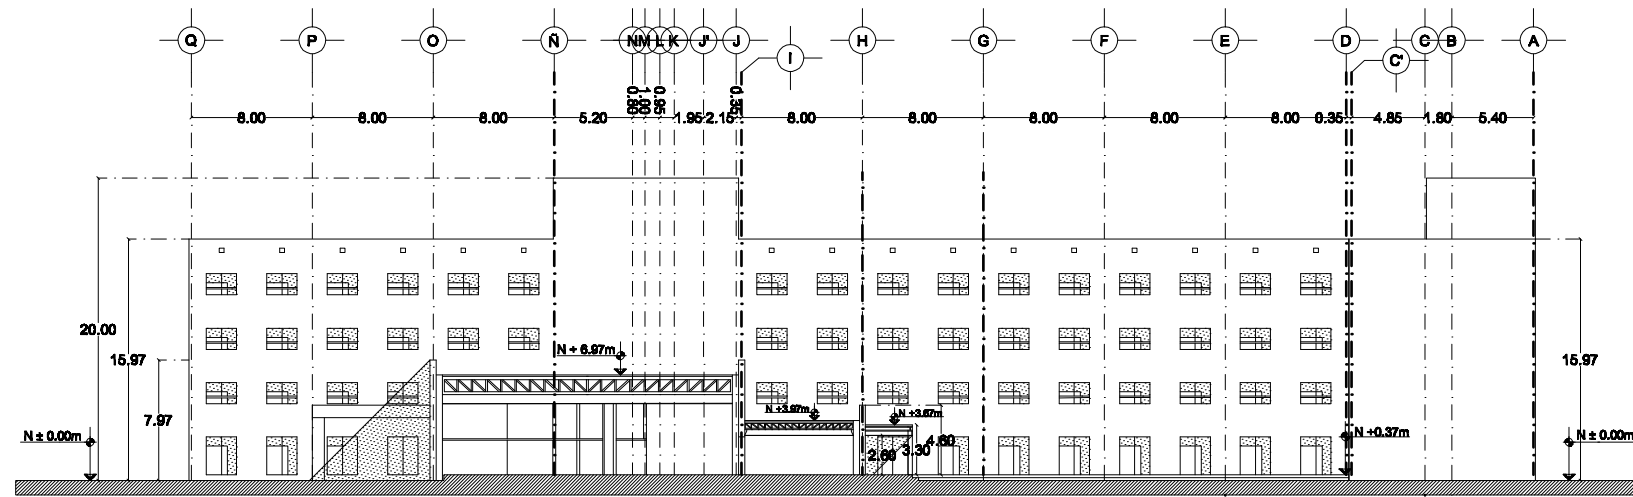 Q P O Ñ N M L K J' J H G F E D C B A
I C'
0.80 1.00 0.95 0.35
8.00 8.00 8.00 5.20 1.95 2.15 8.00 8.00 8.00 8.00 8.00 0.35 4.85 1.80 5.40
20.00
15.97
15.97
N + 6.97m
N +3.97m
N +3.67m
7.97
N ± 0.00m
2.60 3.30 4.60
N +0.37m
N ± 0.00m